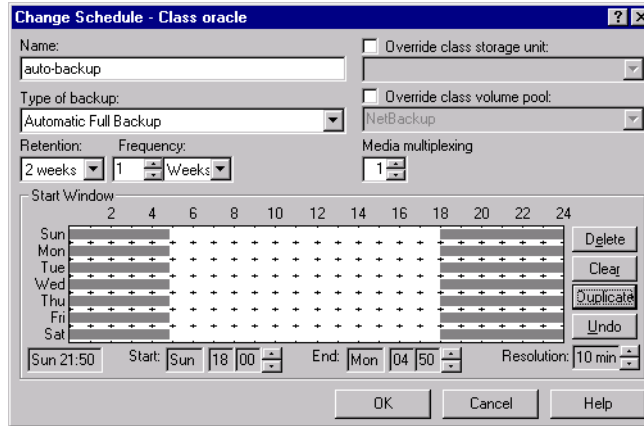 Change Schedule - Class oracle
Name:
auto-backup
Override class storage unit:
Type of backup:
Automatic Full Backup
Override class volume pool:
NetBackup
Retention: Frequency:
2 weeks 1 Weeks
Media multiplexing
1
Start Window
2 4 6 8 10 12 14 16 18 20 22 24
Sun
Mon
Tue
Wed
Thu
Fri
Sat
Delete
Clear
Duplicate
Undo
Sun 21:50 Start: Sun 18 00 End: Mon 04 50 Resolution: 10 min
OK Cancel Help